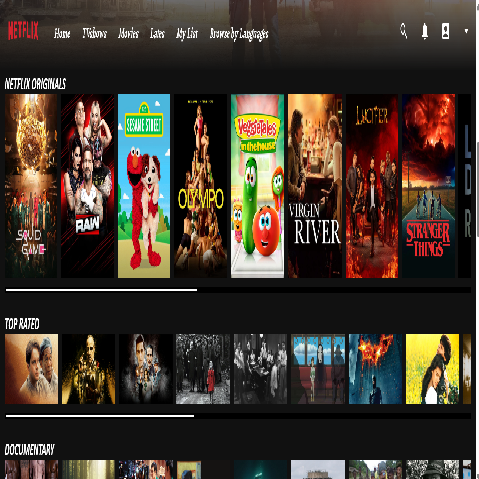 NETFLIX
Home TVshows Movies Lates My List Browse by Languages
NETFLIX ORIGINALS
SQUID
GAME
RAW
SESAME STREET
OLYMPO
VeggieTales
in the house
VIRGIN
RIVER
LUCIFER
STRANGER
THINGS
L
D
R
TOP RATED
DOCUMENTARY